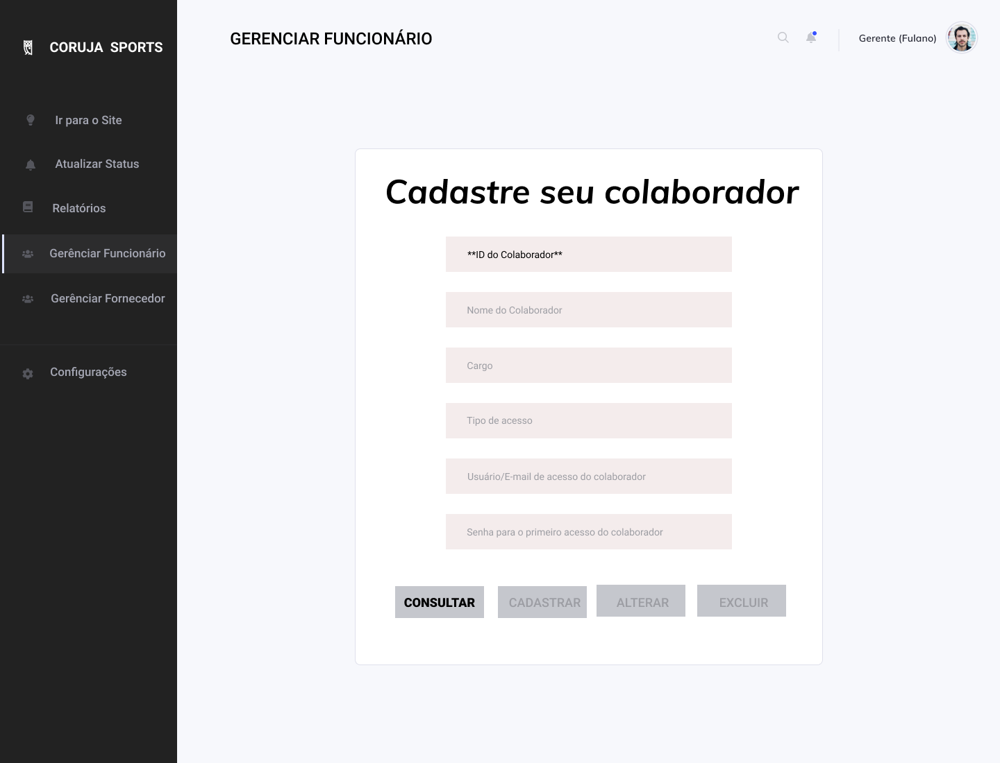 CORUJA SPORTS
Ir para o Site
Atualizar Status
Relatórios
Gerênciar Funcionário
Gerênciar Fornecedor
Configurações
GERENCIAR FUNCIONÁRIO
Gerente (Fulano)
Cadastre seu colaborador
**ID do Colaborador**
Nome do Colaborador
Cargo
Tipo de acesso
Usuário/E-mail de acesso do colaborador
Senha para o primeiro acesso do colaborador
CONSULTAR CADASTRAR ALTERAR EXCLUIR